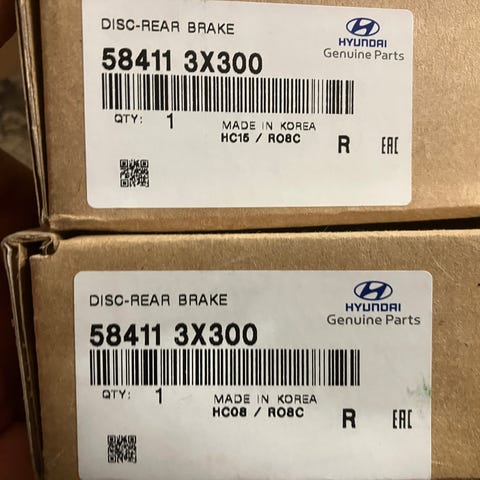 DISC-REAR BRAKE
HYUNDAI
Genuine Parts
58411 3X300
QTY: 1
MADE IN KOREA
HC15 / R08C
R
EAC
DISC-REAR BRAKE
HYUNDAI
Genuine Parts
58411 3X300
QTY: 1
MADE IN KOREA
HC08 / R08C
R
EAC